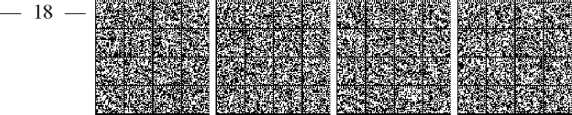 — 18 —